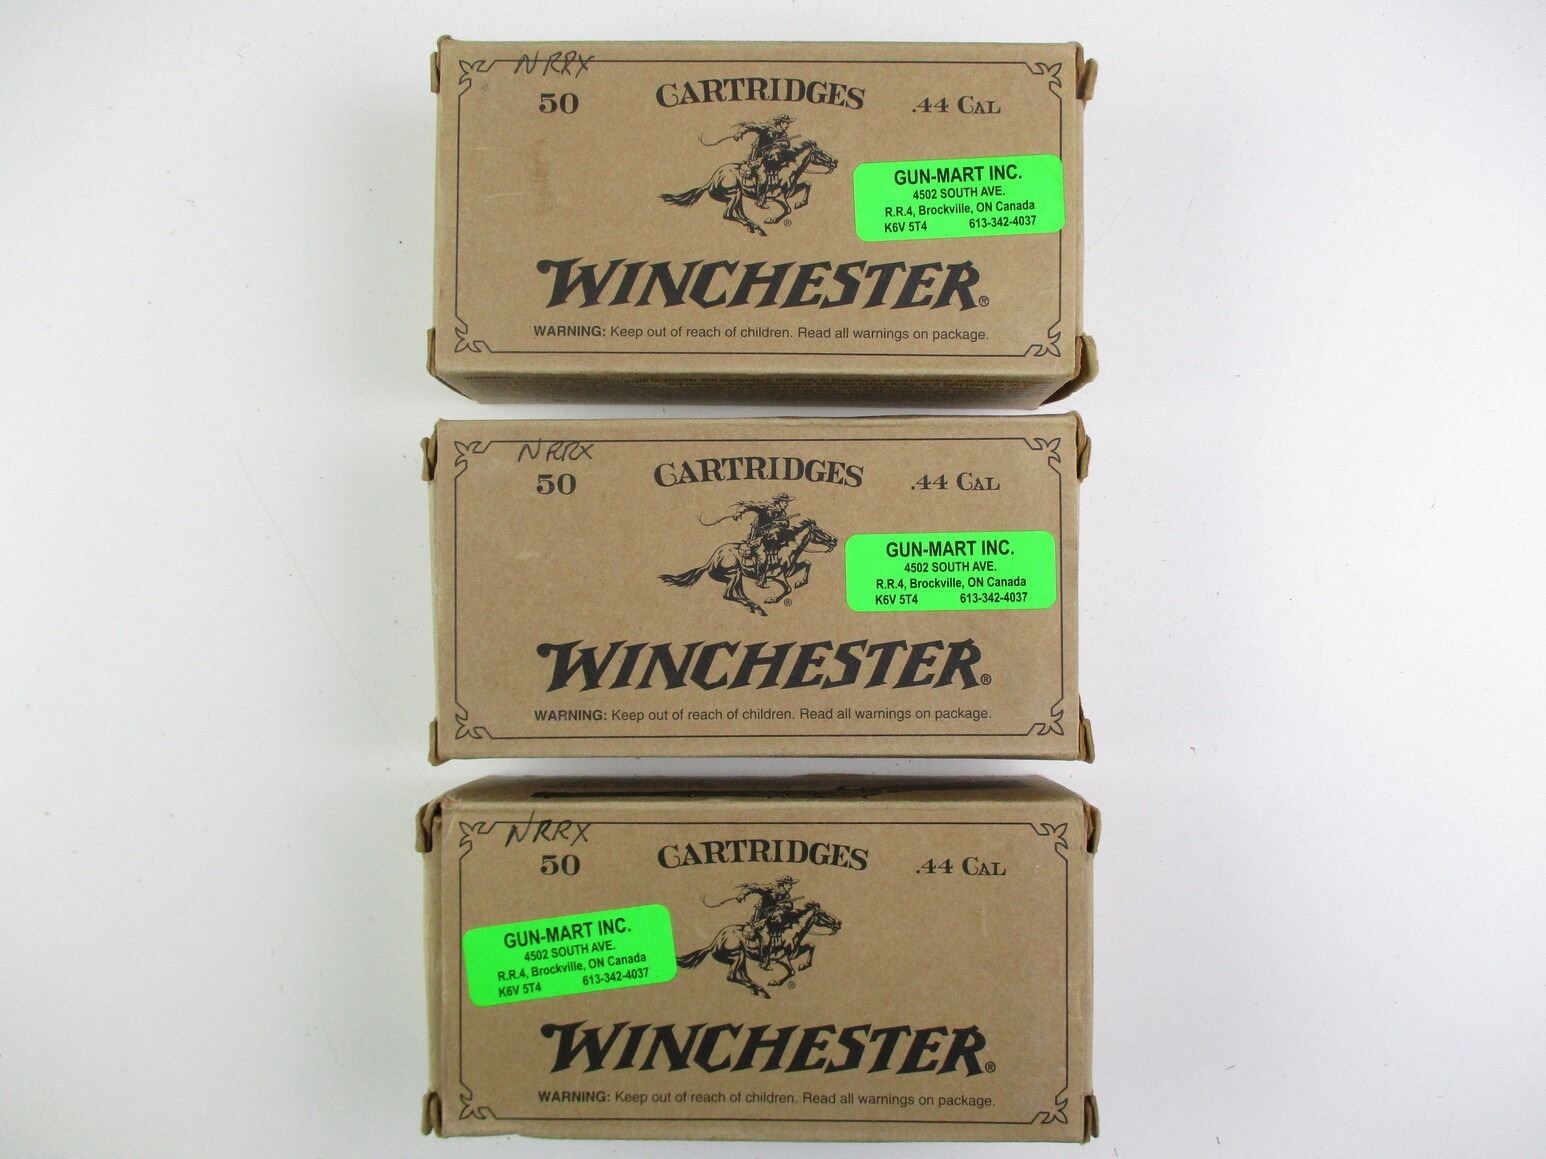 NRRX
50 CARTRIDGES .44 CAL
GUN-MART INC.
4502 SOUTH AVE.
R.R.4, Brockville, ON Canada
K6V 5T4 613-342-4037
WINCHESTER®
WARNING: Keep out of reach of children. Read all warnings on package.
NRRX
50 CARTRIDGES .44 CAL
GUN-MART INC.
4502 SOUTH AVE.
R.R.4, Brockville, ON Canada
K6V 5T4 613-342-4037
WINCHESTER®
WARNING: Keep out of reach of children. Read all warnings on package.
NRRX
50 CARTRIDGES .44 CAL
GUN-MART INC.
4502 SOUTH AVE.
R.R.4, Brockville, ON Canada
K6V 5T4 613-342-4037
WINCHESTER®
WARNING: Keep out of reach of children. Read all warnings on package.